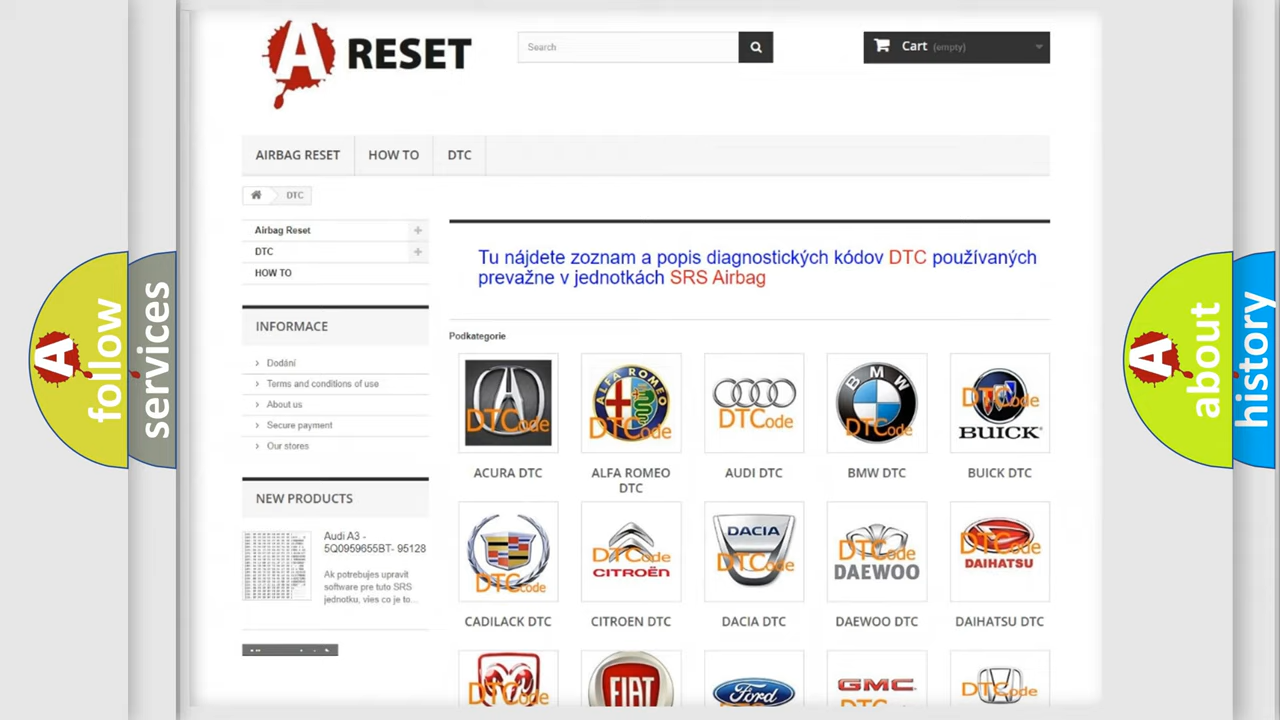 A RESET
Search
Cart (empty)
AIRBAG RESET
HOW TO
DTC
DTC
Airbag Reset
DTC
HOW TO
Tu nájdete zoznam a popis diagnostických kódov DTC používaných
prevažne v jednotkách SRS Airbag
INFORMACE
Dodání
Terms and conditions of use
About us
Secure payment
Our stores
Podkategorie
DTCode
ALFA ROMEO
DTCode
DTCode
BMW
DTCode
DTCode
BUICK
ACURA DTC
ALFA ROMEO
DTC
AUDI DTC
BMW DTC
BUICK DTC
NEW PRODUCTS
Audi A3 -
5Q0959655BT- 95128
Ak potrebujes upravit
software pre tuto SRS
jednotku, vies co je to...
DTCode
DTCode
CITROËN
DACIA
DTCode
DTCode
DAEWOO
DTCode
DAIHATSU
CADILACK DTC
CITROEN DTC
DACIA DTC
DAEWOO DTC
DAIHATSU DTC
DTCode
FIAT
Ford
GMC
DTCode
A follow
services
A about
history